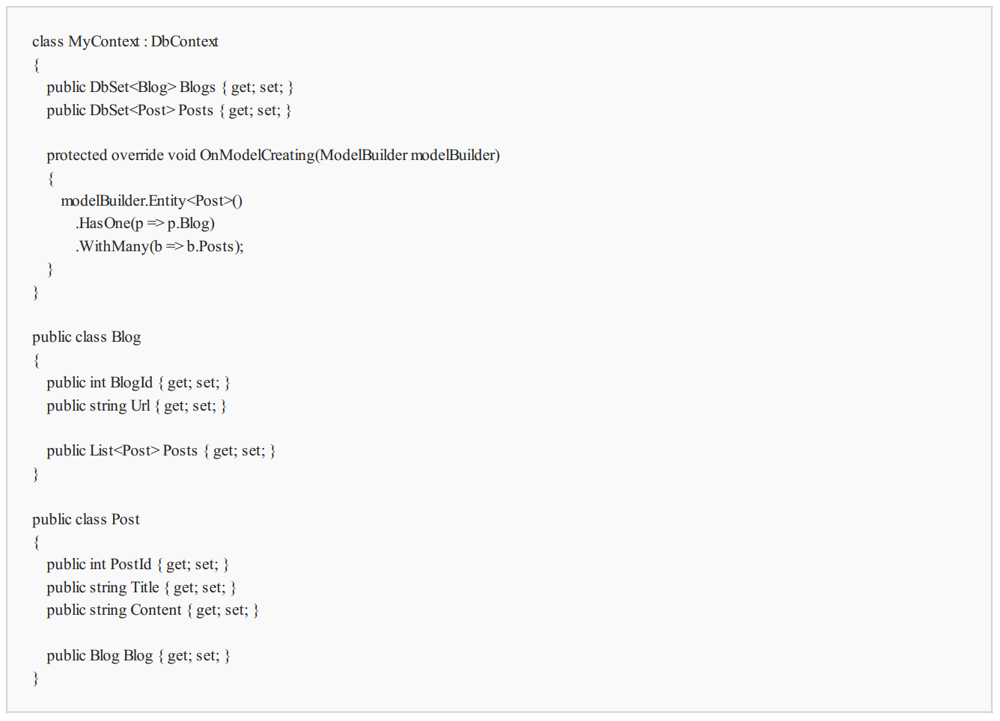 class MyContext : DbContext
{
public DbSet<Blog> Blogs { get; set; }
public DbSet<Post> Posts { get; set; }
protected override void OnModelCreating(ModelBuilder modelBuilder)
{
modelBuilder.Entity<Post>()
.HasOne(p => p.Blog)
.WithMany(b => b.Posts);
}
}
public class Blog
{
public int BlogId { get; set; }
public string Url { get; set; }
public List<Post> Posts { get; set; }
}
public class Post
{
public int PostId { get; set; }
public string Title { get; set; }
public string Content { get; set; }
public Blog Blog { get; set; }
}